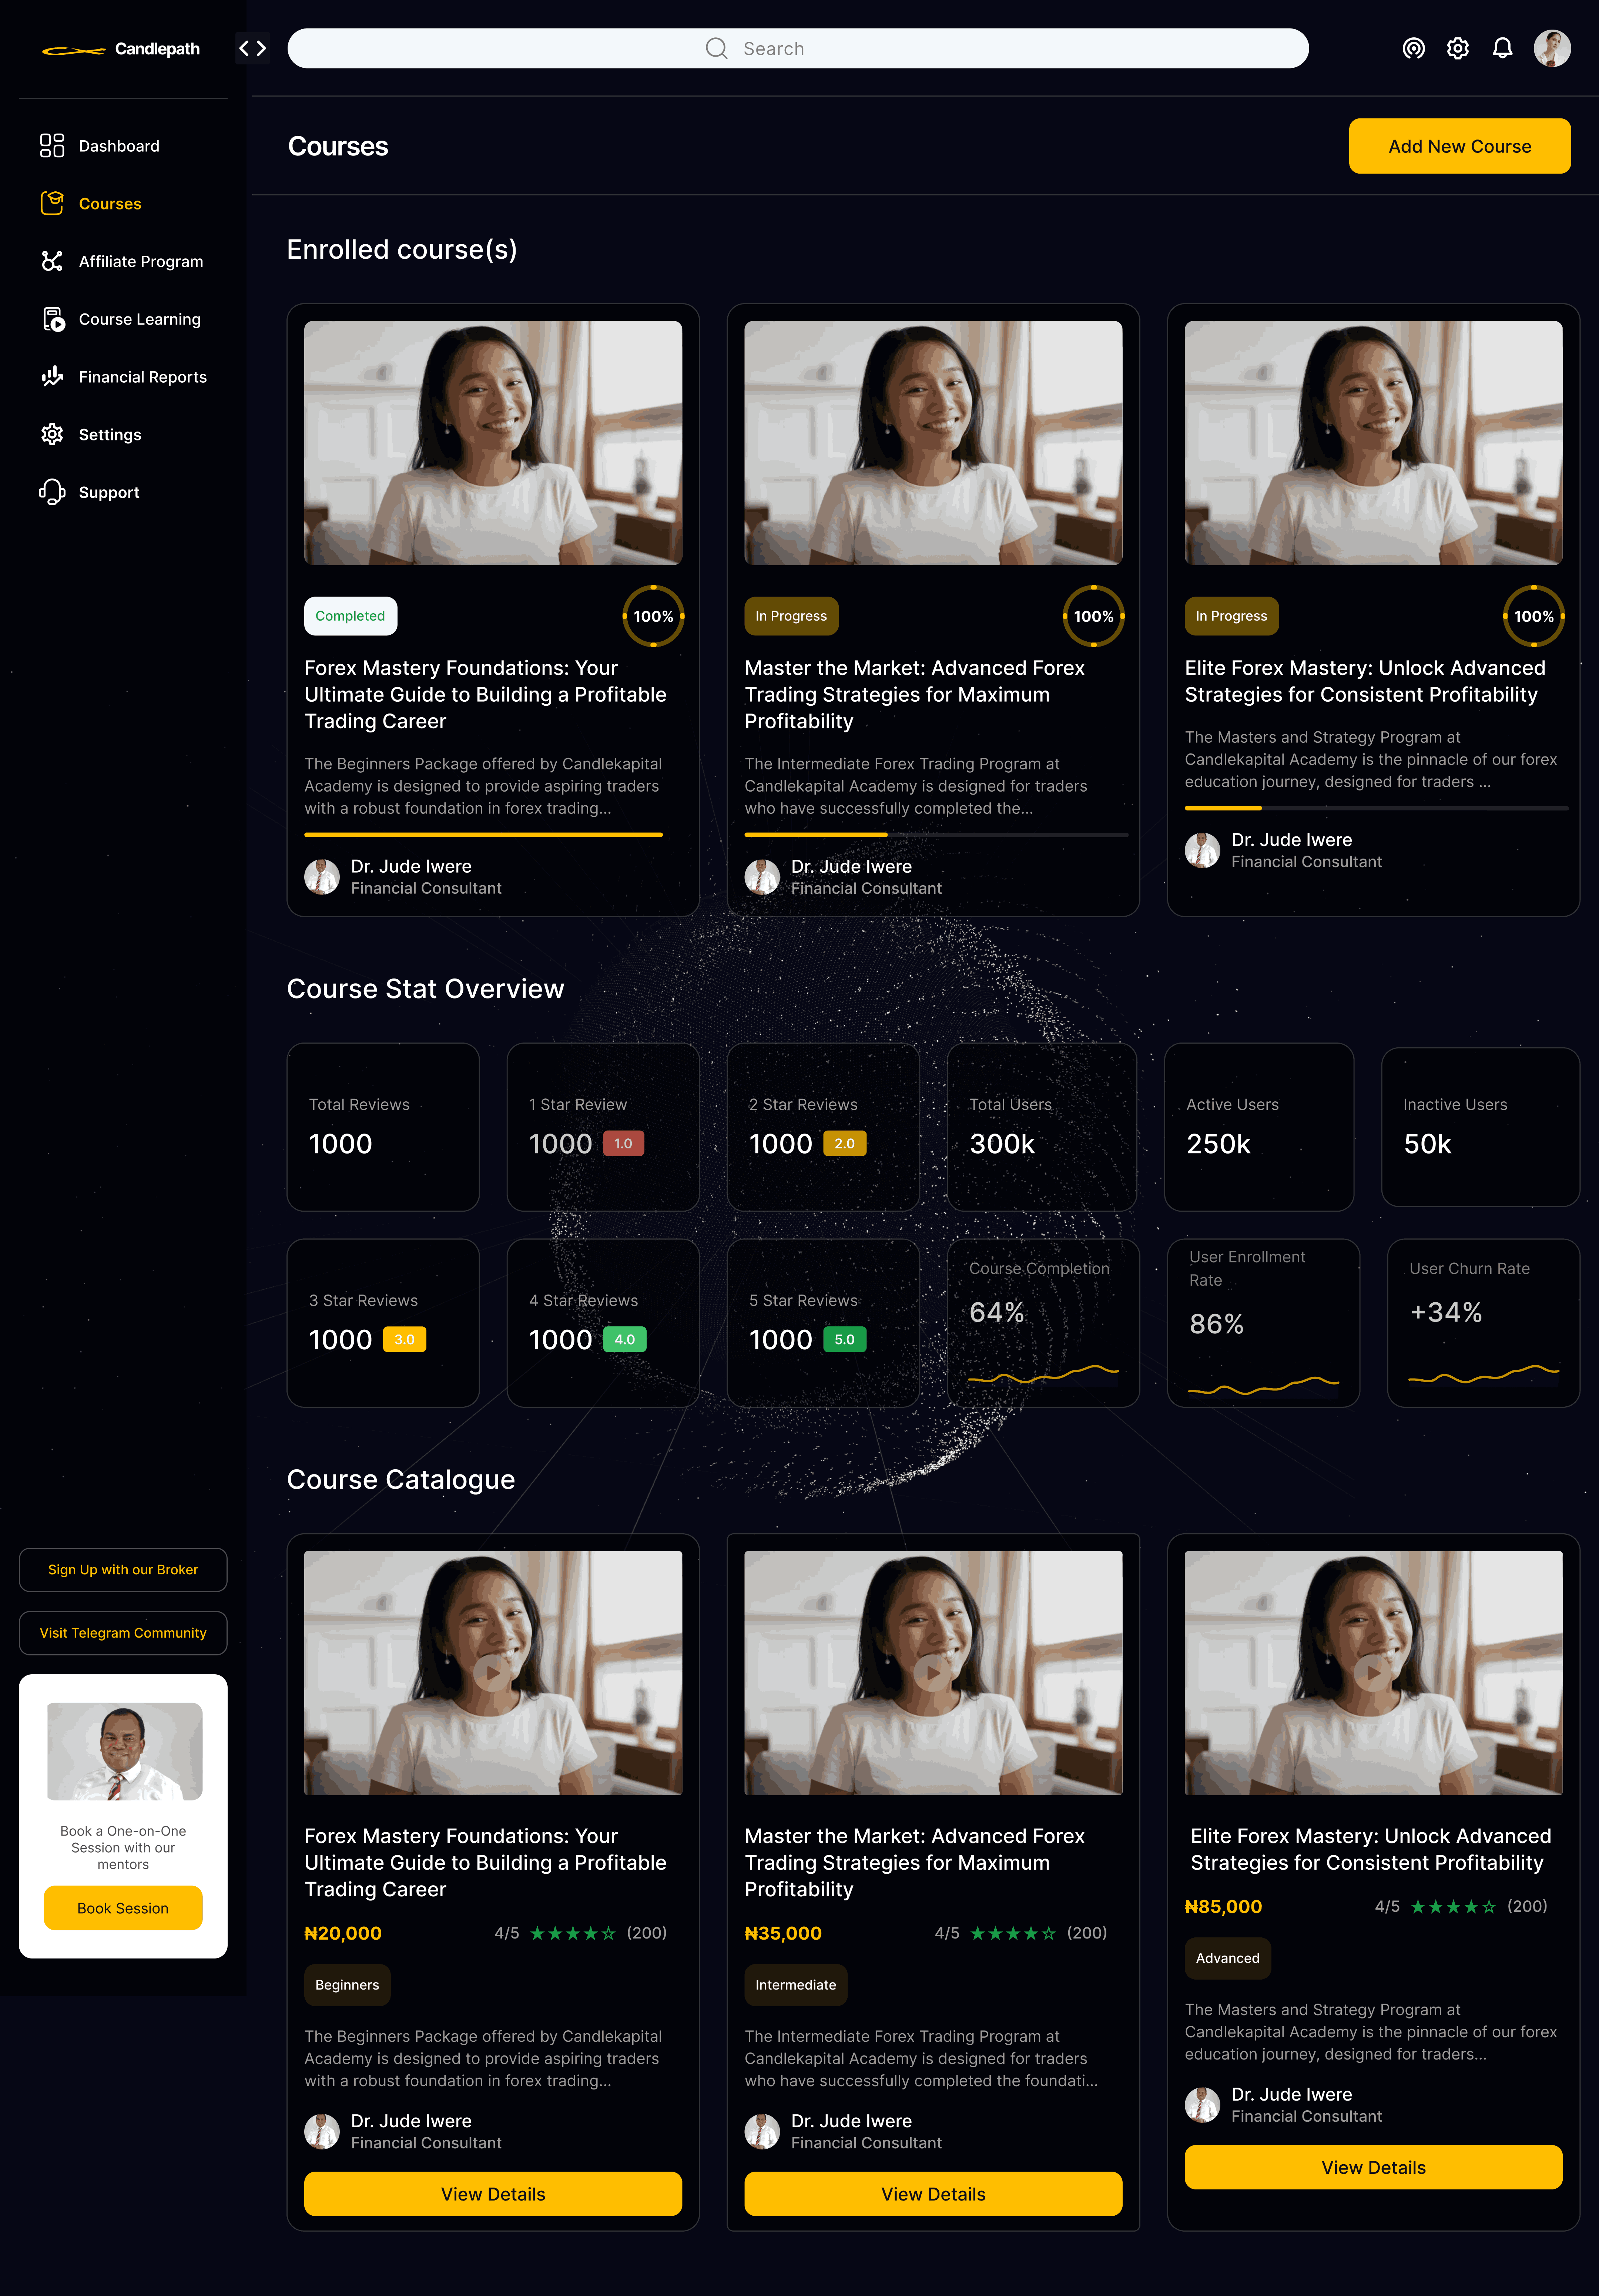 Candlepath
Search
Dashboard
Courses
Affiliate Program
Course Learning
Financial Reports
Settings
Support
Sign Up with our Broker
Visit Telegram Community
Book a One-on-One
Session with our
mentors
Book Session
Courses
Add New Course
Enrolled course(s)
Completed
100%
Forex Mastery Foundations: Your
Ultimate Guide to Building a Profitable
Trading Career
The Beginners Package offered by Candlekapital
Academy is designed to provide aspiring traders
with a robust foundation in forex trading...
Dr. Jude Iwere
Financial Consultant
In Progress
100%
Master the Market: Advanced Forex
Trading Strategies for Maximum
Profitability
The Intermediate Forex Trading Program at
Candlekapital Academy is designed for traders
who have successfully completed the...
Dr. Jude Iwere
Financial Consultant
In Progress
100%
Elite Forex Mastery: Unlock Advanced
Strategies for Consistent Profitability
The Masters and Strategy Program at
Candlekapital Academy is the pinnacle of our forex
education journey, designed for traders ...
Dr. Jude Iwere
Financial Consultant
Course Stat Overview
Total Reviews
1000
1 Star Review
1000 1.0
2 Star Reviews
1000 2.0
Total Users
300k
Active Users
250k
Inactive Users
50k
3 Star Reviews
1000 3.0
4 Star Reviews
1000 4.0
5 Star Reviews
1000 5.0
Course Completion
64%
User Enrollment
Rate
86%
User Churn Rate
+34%
Course Catalogue
Forex Mastery Foundations: Your
Ultimate Guide to Building a Profitable
Trading Career
₦20,000 4/5 ★★★★☆ (200)
Beginners
The Beginners Package offered by Candlekapital
Academy is designed to provide aspiring traders
with a robust foundation in forex trading...
Dr. Jude Iwere
Financial Consultant
View Details
Master the Market: Advanced Forex
Trading Strategies for Maximum
Profitability
₦35,000 4/5 ★★★★☆ (200)
Intermediate
The Intermediate Forex Trading Program at
Candlekapital Academy is designed for traders
who have successfully completed the foundati...
Dr. Jude Iwere
Financial Consultant
View Details
Elite Forex Mastery: Unlock Advanced
Strategies for Consistent Profitability
₦85,000 4/5 ★★★★☆ (200)
Advanced
The Masters and Strategy Program at
Candlekapital Academy is the pinnacle of our forex
education journey, designed for traders...
Dr. Jude Iwere
Financial Consultant
View Details